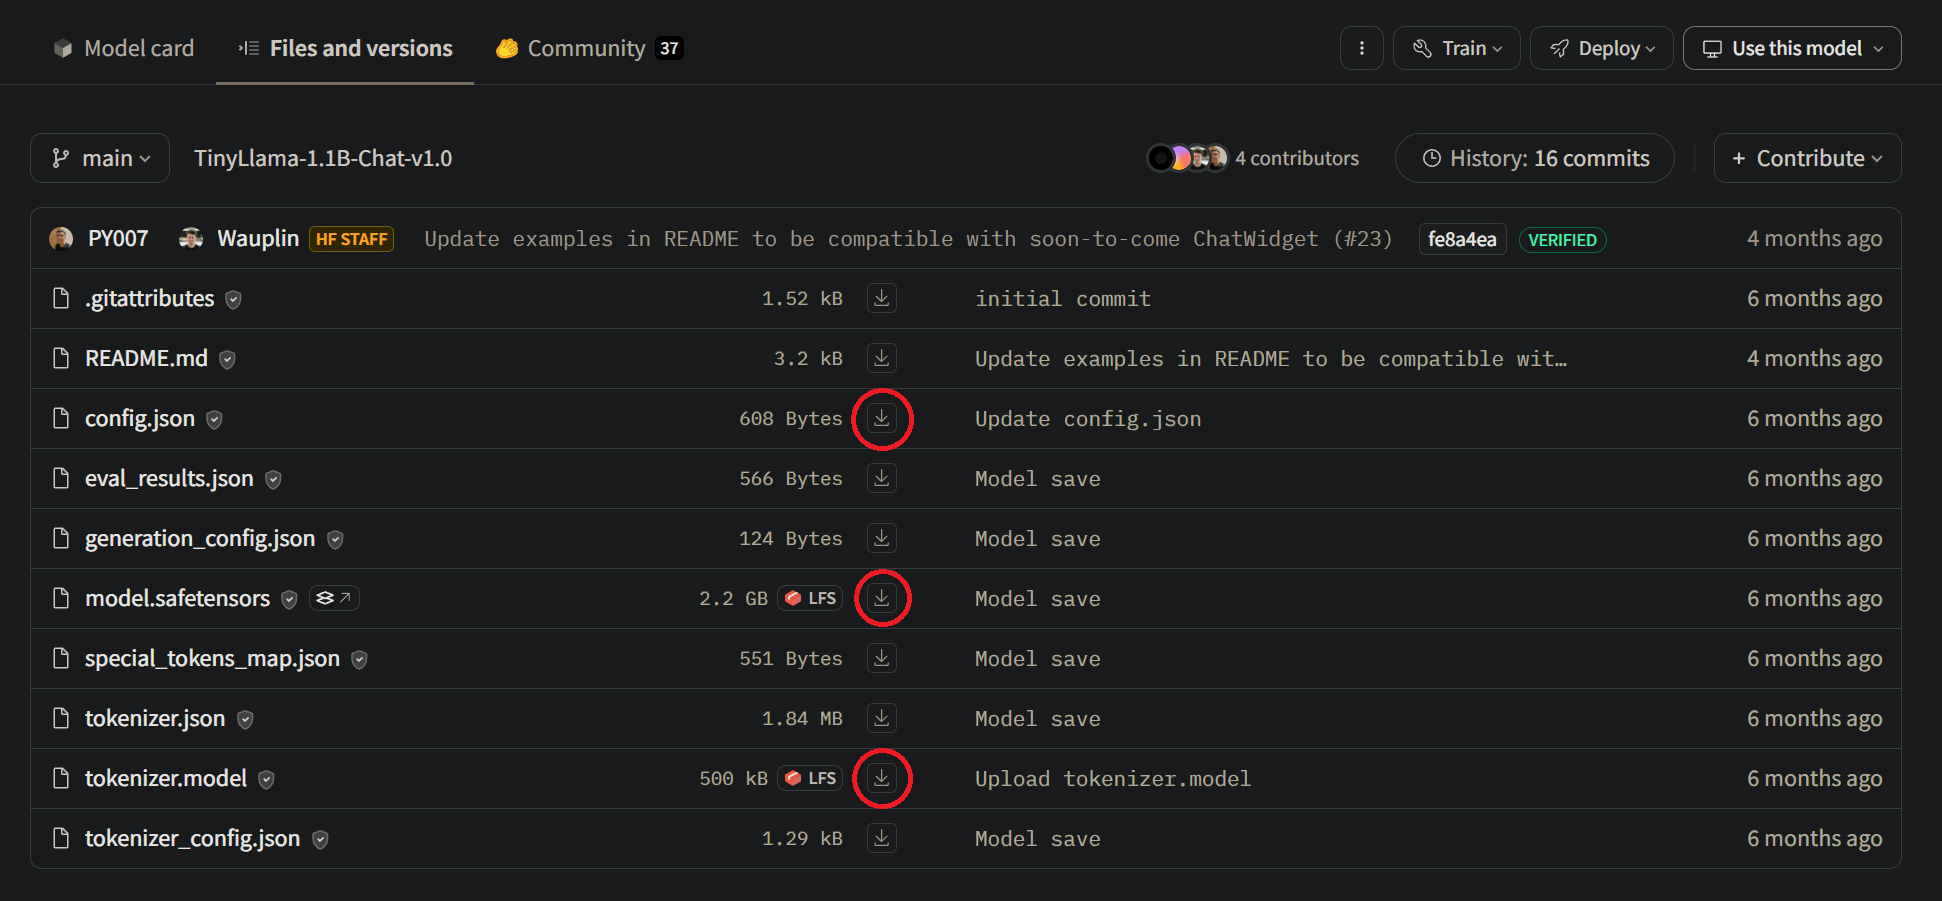 Model card Files and versions Community 37 Train Deploy Use this model
main TinyLlama-1.1B-Chat-v1.0 4 contributors History: 16 commits + Contribute
PY007 Wauplin HF STAFF Update examples in README to be compatible with soon-to-come ChatWidget (#23) fe8a4ea VERIFIED 4 months ago
.gitattributes 1.52 kB initial commit 6 months ago
README.md 3.2 kB Update examples in README to be compatible wit… 4 months ago
config.json 608 Bytes Update config.json 6 months ago
eval_results.json 566 Bytes Model save 6 months ago
generation_config.json 124 Bytes Model save 6 months ago
model.safetensors 2.2 GB LFS Model save 6 months ago
special_tokens_map.json 551 Bytes Model save 6 months ago
tokenizer.json 1.84 MB Model save 6 months ago
tokenizer.model 500 kB LFS Upload tokenizer.model 6 months ago
tokenizer_config.json 1.29 kB Model save 6 months ago